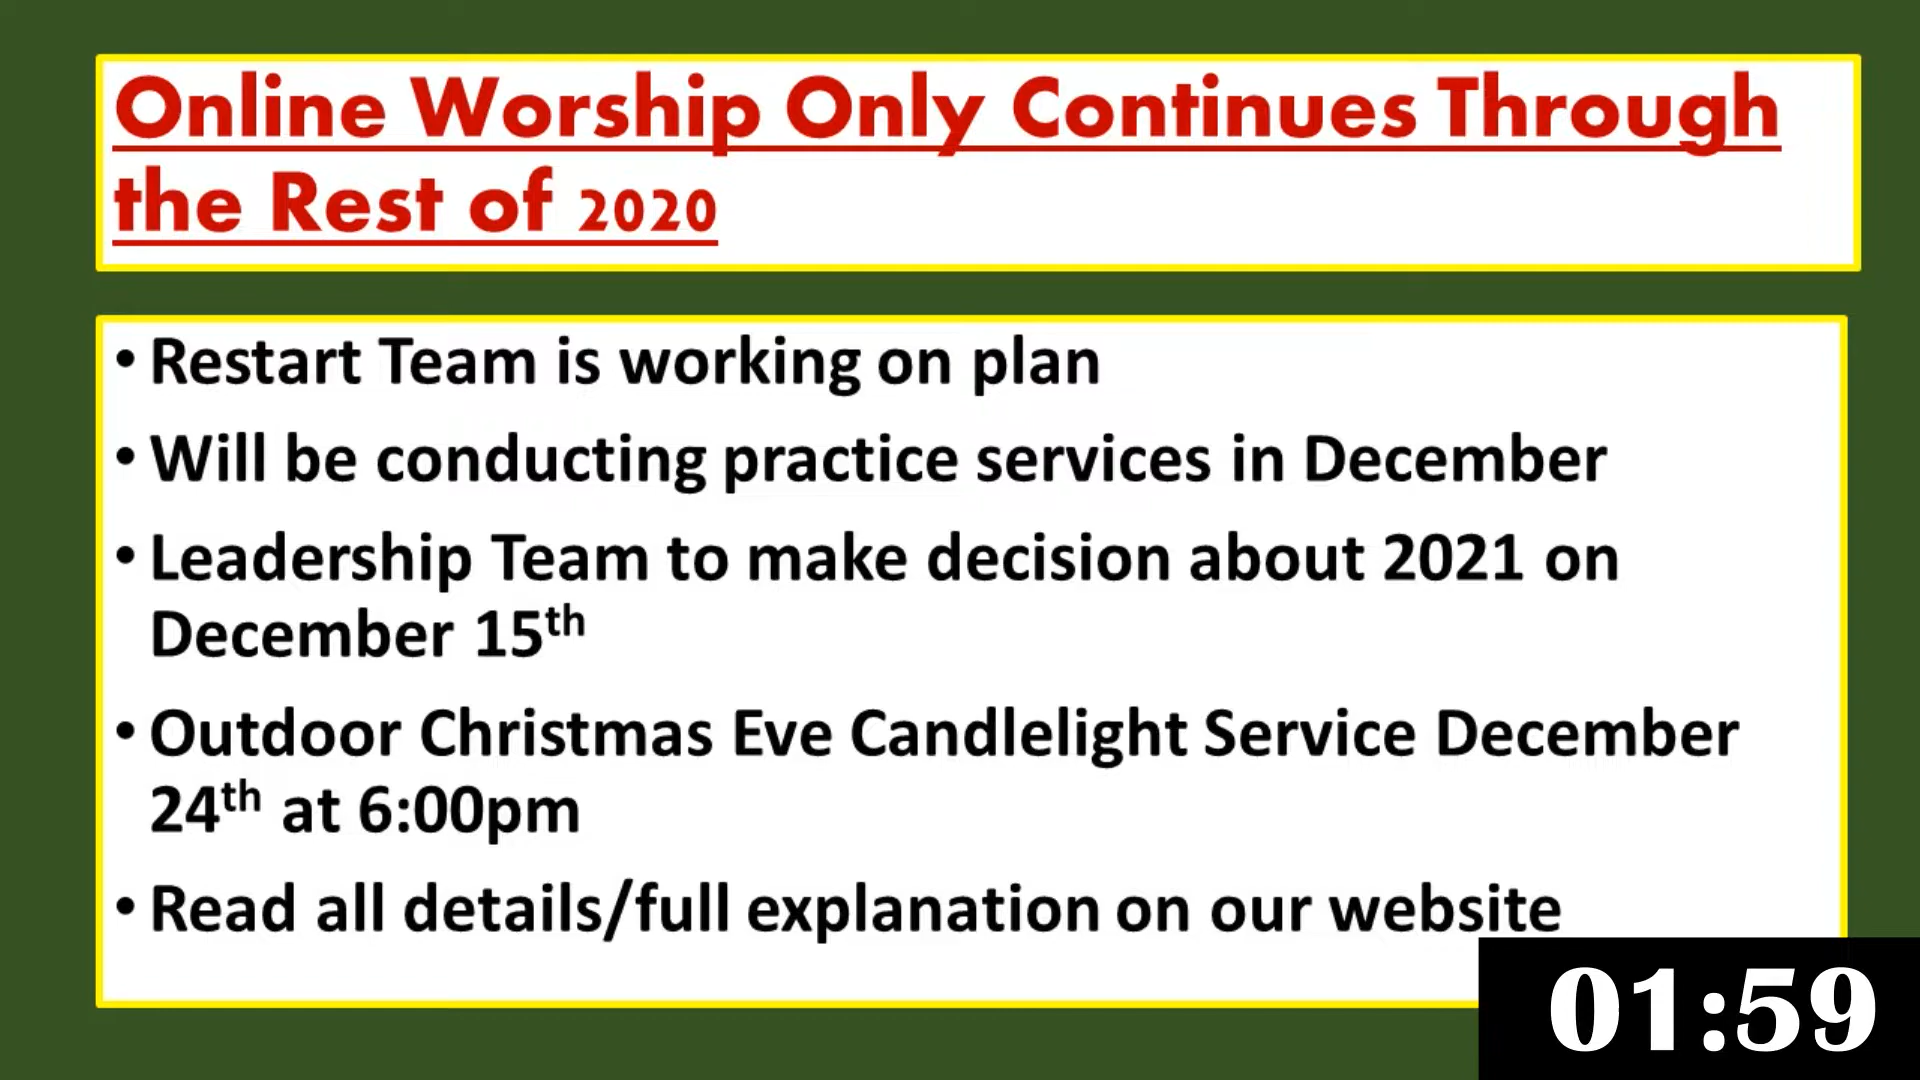 Online Worship Only Continues Through
the Rest of 2020
• Restart Team is working on plan
• Will be conducting practice services in December
• Leadership Team to make decision about 2021 on
December 15th
• Outdoor Christmas Eve Candlelight Service December
24th at 6:00pm
• Read all details/full explanation on our website
01:59